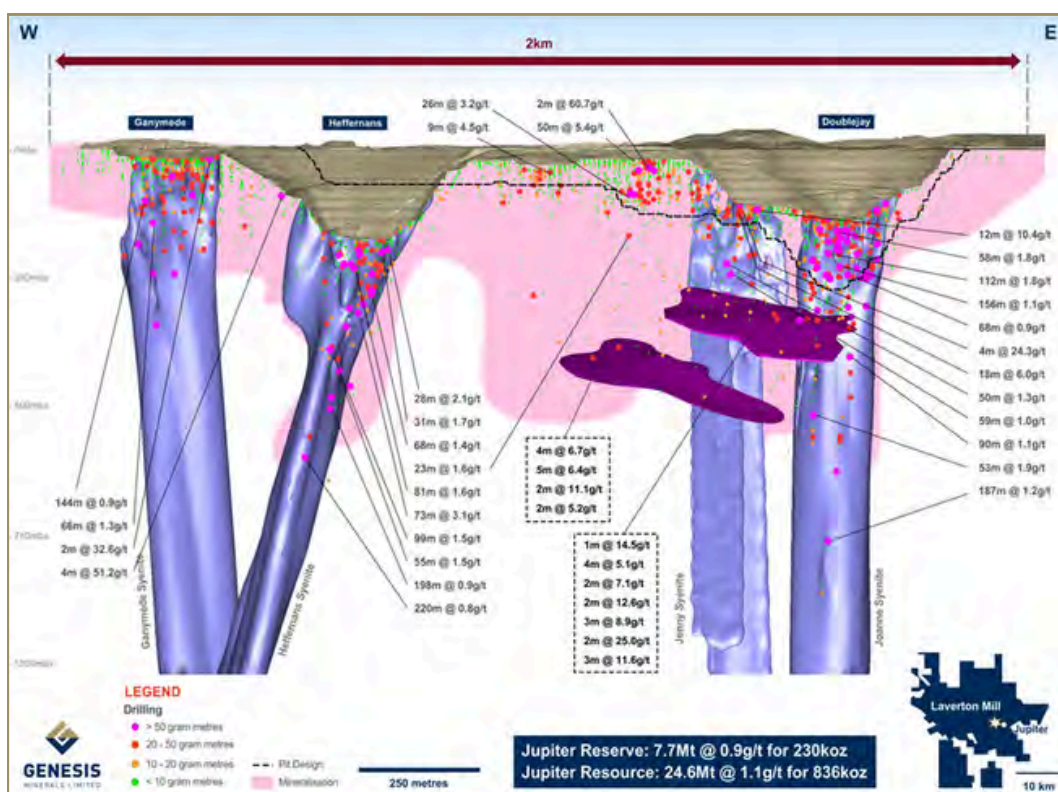 W
E
2km
Ganymede
Heffernans
Doublejay
26m @ 3.2g/t
9m @ 4.5g/t
2m @ 60.7g/t
50m @ 5.4g/t
12m @ 10.4g/t
58m @ 1.8g/t
112m @ 1.8g/t
156m @ 1.1g/t
68m @ 0.9g/t
4m @ 24.3g/t
18m @ 6.0g/t
50m @ 1.3g/t
59m @ 1.0g/t
90m @ 1.1g/t
53m @ 1.9g/t
187m @ 1.2g/t
28m @ 2.1g/t
31m @ 1.7g/t
68m @ 1.4g/t
23m @ 1.6g/t
81m @ 1.6g/t
73m @ 3.1g/t
99m @ 1.5g/t
55m @ 1.5g/t
198m @ 0.9g/t
220m @ 0.8g/t
4m @ 6.7g/t
5m @ 6.4g/t
2m @ 11.1g/t
2m @ 5.2g/t
1m @ 14.5g/t
4m @ 5.1g/t
2m @ 7.1g/t
2m @ 12.6g/t
3m @ 8.9g/t
2m @ 25.0g/t
3m @ 11.6g/t
144m @ 0.9g/t
66m @ 1.3g/t
2m @ 32.6g/t
4m @ 51.2g/t
Ganymede Syenite
Heffernans Syenite
Jenny Syenite
Joanne Syenite
LEGEND
Drilling
> 50 gram metres
20 - 50 gram metres
10 - 20 gram metres
< 10 gram metres
Pit Design
Mineralisation
250 metres
GENESIS
MINERALS LIMITED
Jupiter Reserve: 7.7Mt @ 0.9g/t for 230koz
Jupiter Resource: 24.6Mt @ 1.1g/t for 836koz
Laverton Mill
Jupiter
10 km